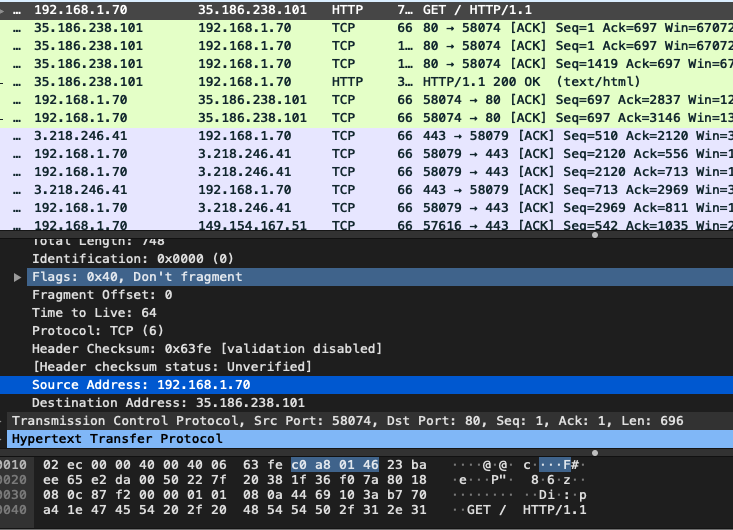 … 192.168.1.70 35.186.238.101 HTTP 7… GET / HTTP/1.1
… 35.186.238.101 192.168.1.70 TCP 66 80 → 58074 [ACK] Seq=1 Ack=697 Win=67072
… 35.186.238.101 192.168.1.70 TCP 1… 80 → 58074 [ACK] Seq=1 Ack=697 Win=670
… 35.186.238.101 192.168.1.70 TCP 1… 80 → 58074 [ACK] Seq=1419 Ack=697 Win=67
… 35.186.238.101 192.168.1.70 HTTP 3… HTTP/1.1 200 OK (text/html)
… 192.168.1.70 35.186.238.101 TCP 66 58074 → 80 [ACK] Seq=697 Ack=2837 Win=12
… 192.168.1.70 35.186.238.101 TCP 66 58074 → 80 [ACK] Seq=697 Ack=3146 Win=13
… 3.218.246.41 192.168.1.70 TCP 66 443 → 58079 [ACK] Seq=510 Ack=2120 Win=3
… 192.168.1.70 3.218.246.41 TCP 66 58079 → 443 [ACK] Seq=2120 Ack=556 Win=1
… 192.168.1.70 3.218.246.41 TCP 66 58079 → 443 [ACK] Seq=2120 Ack=713 Win=1
… 3.218.246.41 192.168.1.70 TCP 66 443 → 58079 [ACK] Seq=713 Ack=2969 Win=3
… 192.168.1.70 3.218.246.41 TCP 66 58079 → 443 [ACK] Seq=2969 Ack=811 Win=1
… 192.168.1.70 149.154.167.51 TCP 66 57616 → 443 [ACK] Seq=542 Ack=1035 Win=2
Total Length: 748
Identification: 0x0000 (0)
Flags: 0x40, Don't fragment
Fragment Offset: 0
Time to Live: 64
Protocol: TCP (6)
Header Checksum: 0x63fe [validation disabled]
[Header checksum status: Unverified]
Source Address: 192.168.1.70
Destination Address: 35.186.238.101
Transmission Control Protocol, Src Port: 58074, Dst Port: 80, Seq: 1, Ack: 1, Len: 696
Hypertext Transfer Protocol
0010 02 ec 00 00 40 00 40 06 63 fe c0 a8 01 46 23 ba ····@·@· c····F#·
0020 ee 65 e2 da 00 50 22 7f 20 38 1f 36 f0 7a 80 18 ·e···P"· 8·6·z··
0030 08 0c 87 f2 00 00 01 01 08 0a 44 69 10 3a b7 70 ········ ··Di·:·p
0040 a4 1e 47 45 54 20 2f 20 48 54 54 50 2f 31 2e 31 ··GET / HTTP/1.1